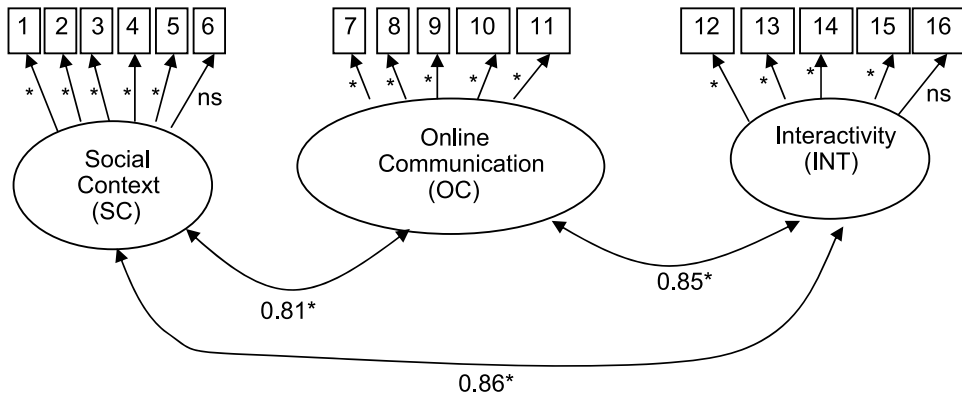 1 2 3 4 5 6 7 8 9 10 11 12 13 14 15 16
* * * * * ns * * * * * * * * * ns
Social
Context
(SC)
Online
Communication
(OC)
Interactivity
(INT)
0.81*
0.85*
0.86*